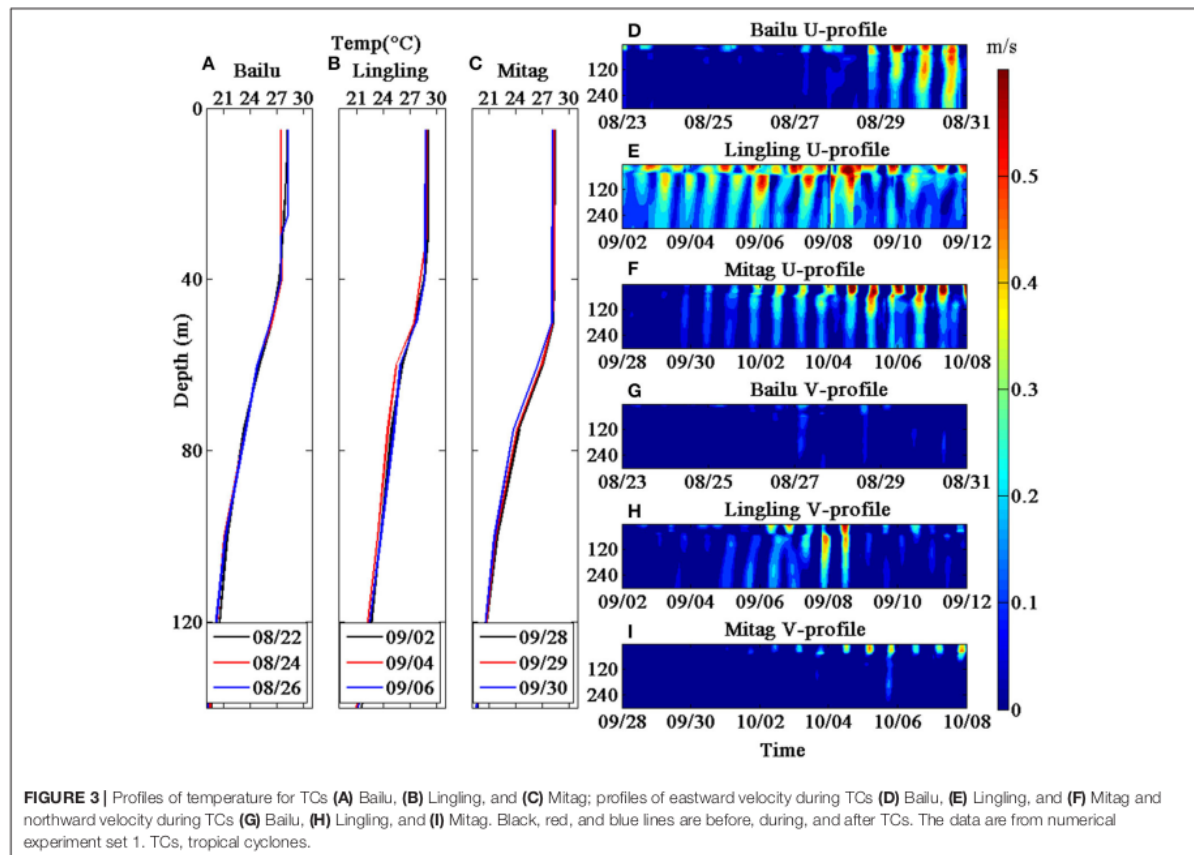 Temp(°C)
A Bailu
B Lingling
C Mitag
21 24 27 30
21 24 27 30
21 24 27 30
0
40
80
120
Depth (m)
08/22
08/24
08/26
09/02
09/04
09/06
09/28
09/29
09/30
D Bailu U-profile
120
240
08/23 08/25 08/27 08/29 08/31
E Lingling U-profile
120
240
09/02 09/04 09/06 09/08 09/10 09/12
F Mitag U-profile
120
240
09/28 09/30 10/02 10/04 10/06 10/08
G Bailu V-profile
120
240
08/23 08/25 08/27 08/29 08/31
H Lingling V-profile
120
240
09/02 09/04 09/06 09/08 09/10 09/12
I Mitag V-profile
120
240
09/28 09/30 10/02 10/04 10/06 10/08
Time
m/s
0.5
0.4
0.3
0.2
0.1
0
FIGURE 3 | Profiles of temperature for TCs (A) Bailu, (B) Lingling, and (C) Mitag; profiles of eastward velocity during TCs (D) Bailu, (E) Lingling, and (F) Mitag and
northward velocity during TCs (G) Bailu, (H) Lingling, and (I) Mitag. Black, red, and blue lines are before, during, and after TCs. The data are from numerical
experiment set 1. TCs, tropical cyclones.